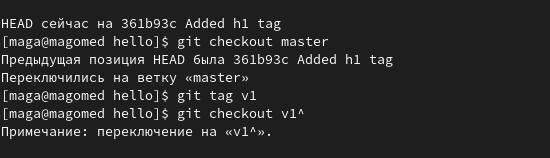 HEAD сейчас на 361b93c Added h1 tag
[maga@magomed hello]$ git checkout master
Предыдущая позиция HEAD была 361b93c Added h1 tag
Переключились на ветку «master»
[maga@magomed hello]$ git tag v1
[maga@magomed hello]$ git checkout v1^
Примечание: переключение на «v1^».